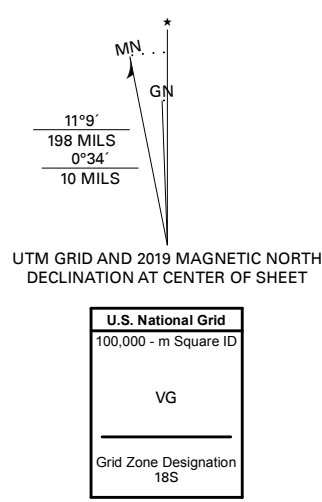 ★
MN
GN
11°9´
198 MILS
0°34´
10 MILS
UTM GRID AND 2019 MAGNETIC NORTH
DECLINATION AT CENTER OF SHEET
U.S. National Grid
100,000 - m Square ID
VG
Grid Zone Designation
18S